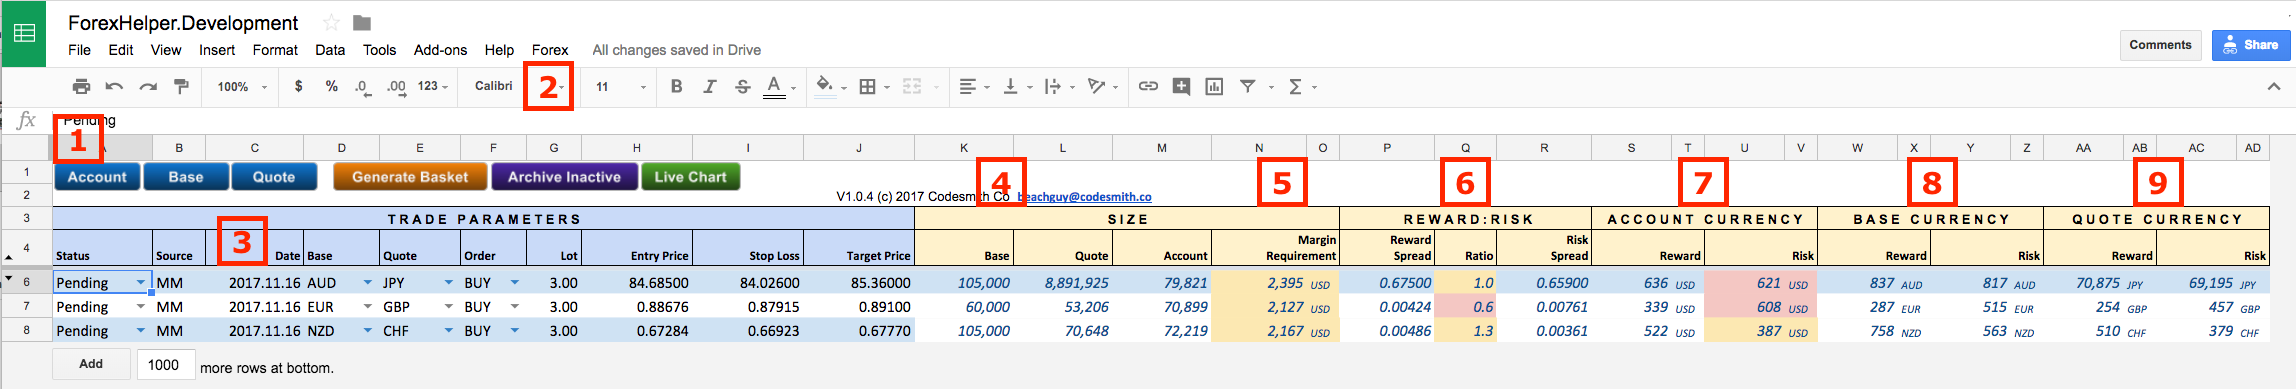 ForexHelper.Development
File Edit View Insert Format Data Tools Add-ons Help Forex All changes saved in Drive
Comments Share
100% $ % .0 .00 123 Calibri 2 11 B I S A Σ
fx Pending
1
A B C D E F G H I J K L M N O P Q R S T U V W X Y Z AA AB AC AD
1 Account Base Quote Generate Basket Archive Inactive Live Chart
4 5 6 7 8 9
2 V1.0.4 (c) 2017 Codesmith Co beachguy@codesmith.co
3 TRADE PARAMETERS SIZE REWARD:RISK ACCOUNT CURRENCY BASE CURRENCY QUOTE CURRENCY
3
4 Status Source Date Base Quote Order Lot Entry Price Stop Loss Target Price Base Quote Account Margin Requirement Reward Spread Ratio Risk Spread Reward Risk Reward Risk Reward Risk
6 Pending MM 2017.11.16 AUD JPY BUY 3.00 84.68500 84.02600 85.36000 105,000 8,891,925 79,821 2,395 USD 0.67500 1.0 0.65900 636 USD 621 USD 837 AUD 817 AUD 70,875 JPY 69,195 JPY
7 Pending MM 2017.11.16 EUR GBP BUY 3.00 0.88676 0.87915 0.89100 60,000 53,206 70,899 2,127 USD 0.00424 0.6 0.00761 339 USD 608 USD 287 EUR 515 EUR 254 GBP 457 GBP
8 Pending MM 2017.11.16 NZD CHF BUY 3.00 0.67284 0.66923 0.67770 105,000 70,648 72,219 2,167 USD 0.00486 1.3 0.00361 522 USD 387 USD 758 NZD 563 NZD 510 CHF 379 CHF
Add 1000 more rows at bottom.